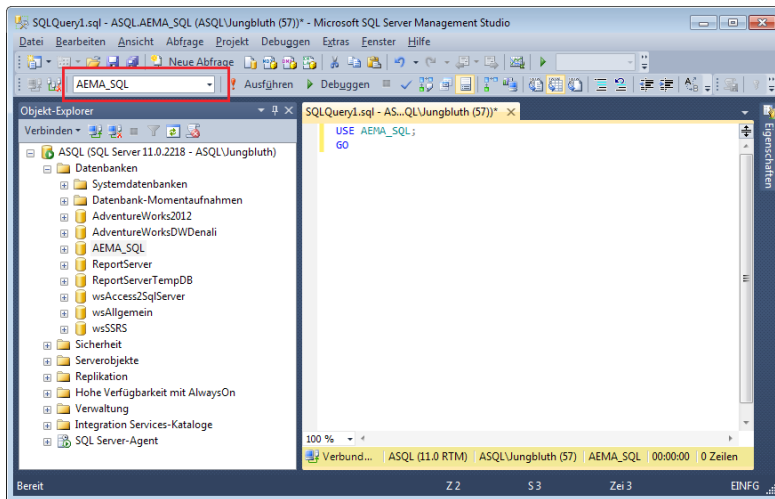 SQLQuery1.sql - ASQL.AEMA_SQL (ASQL\Jungbluth (57))* - Microsoft SQL Server Management Studio
Datei Bearbeiten Ansicht Abfrage Projekt Debuggen Extras Fenster Hilfe
Neue Abfrage
AEMA_SQL Ausführen Debuggen
Objekt-Explorer
Verbinden
ASQL (SQL Server 11.0.2218 - ASQL\Jungbluth)
Datenbanken
Systemdatenbanken
Datenbank-Momentaufnahmen
AdventureWorks2012
AdventureWorksDWDenali
AEMA_SQL
ReportServer
ReportServerTempDB
wsAccess2SqlServer
wsAllgemein
wsSSRS
Sicherheit
Serverobjekte
Replikation
Hohe Verfügbarkeit mit AlwaysOn
Verwaltung
Integration Services-Kataloge
SQL Server-Agent
SQLQuery1.sql - AS...QL\Jungbluth (57))*
USE AEMA_SQL;
GO
100 %
Verbund... ASQL (11.0 RTM) ASQL\Jungbluth (57) AEMA_SQL 00:00:00 0 Zeilen
Eigenschaften
Bereit Z 2 S 3 Zei 3 EINFG